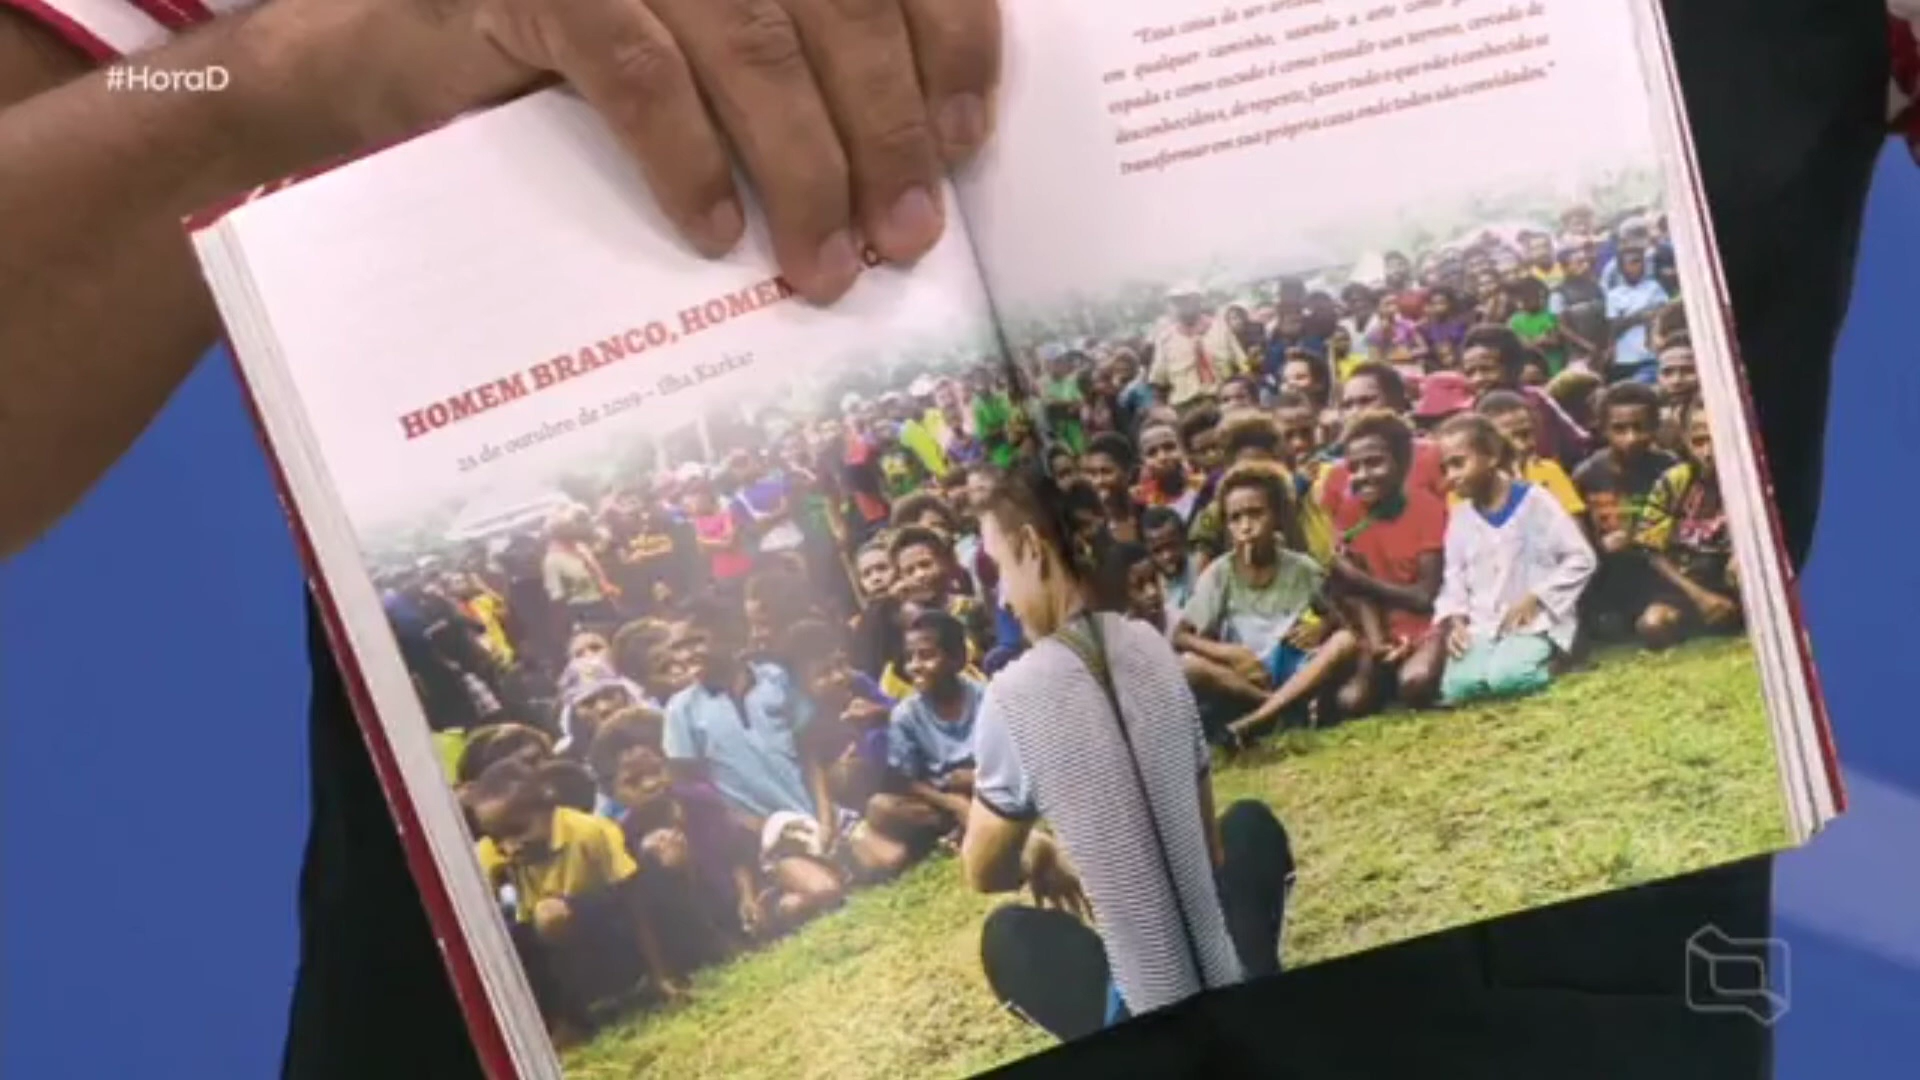 #HoraD
HOMEM BRANCO, HOMEM
de outubro de 2019 – Ilha Karkar
"Essa coisa de ser
em qualquer caminho, usando a arte como
espada e como escudo é como invadir um terreno, cercado de
desconhecidos e, de repente, fazer tudo o que não é conhecido se
transformar em sua própria casa onde todos são convidados."